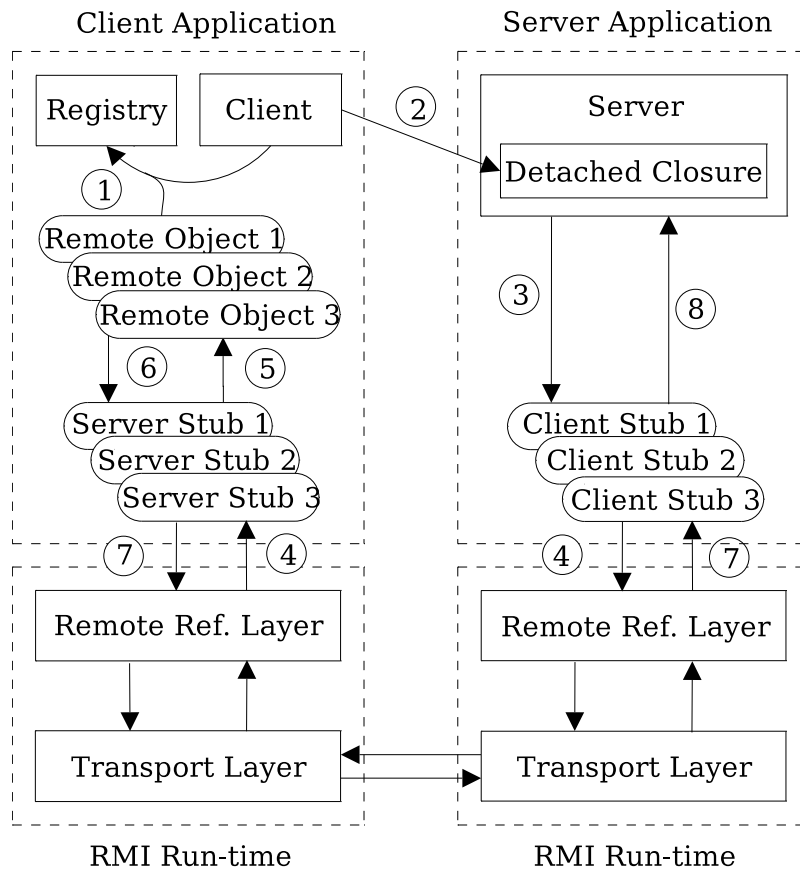 Client Application
Server Application
Registry
Client
2
Server
Detached Closure
1
Remote Object 1
Remote Object 2
Remote Object 3
3
8
6
5
Server Stub 1
Server Stub 2
Server Stub 3
Client Stub 1
Client Stub 2
Client Stub 3
7
4
4
7
Remote Ref. Layer
Remote Ref. Layer
Transport Layer
Transport Layer
RMI Run-time
RMI Run-time